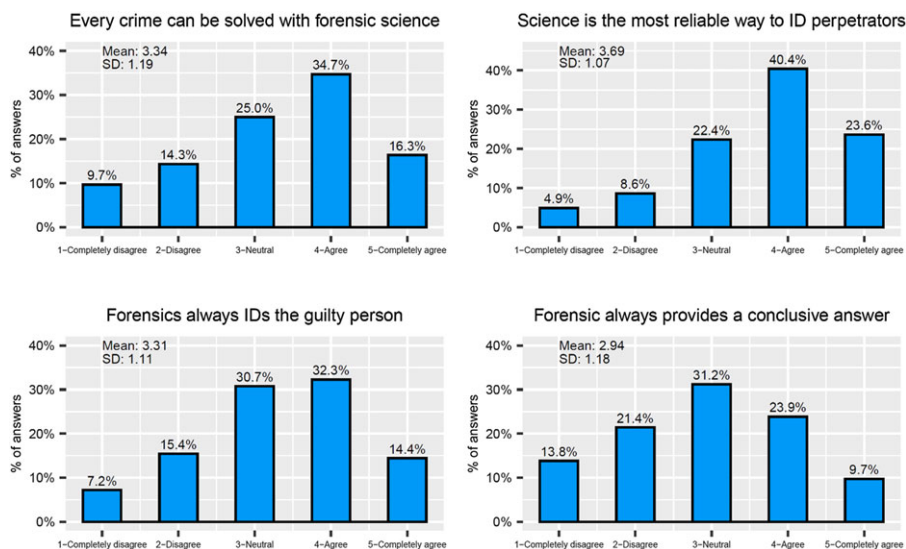 Every crime can be solved with forensic science
Mean: 3.34
SD: 1.19
40%
30%
20%
10%
0%
% of answers
9.7%
14.3%
25.0%
34.7%
16.3%
1−Completely disagree 2−Disagree 3−Neutral 4−Agree 5−Completely agree
Science is the most reliable way to ID perpetrators
Mean: 3.69
SD: 1.07
40%
30%
20%
10%
0%
% of answers
4.9%
8.6%
22.4%
40.4%
23.6%
1−Completely disagree 2−Disagree 3−Neutral 4−Agree 5−Completely agree
Forensics always IDs the guilty person
Mean: 3.31
SD: 1.11
40%
30%
20%
10%
0%
% of answers
7.2%
15.4%
30.7%
32.3%
14.4%
1−Completely disagree 2−Disagree 3−Neutral 4−Agree 5−Completely agree
Forensic always provides a conclusive answer
Mean: 2.94
SD: 1.18
40%
30%
20%
10%
0%
% of answers
13.8%
21.4%
31.2%
23.9%
9.7%
1−Completely disagree 2−Disagree 3−Neutral 4−Agree 5−Completely agree